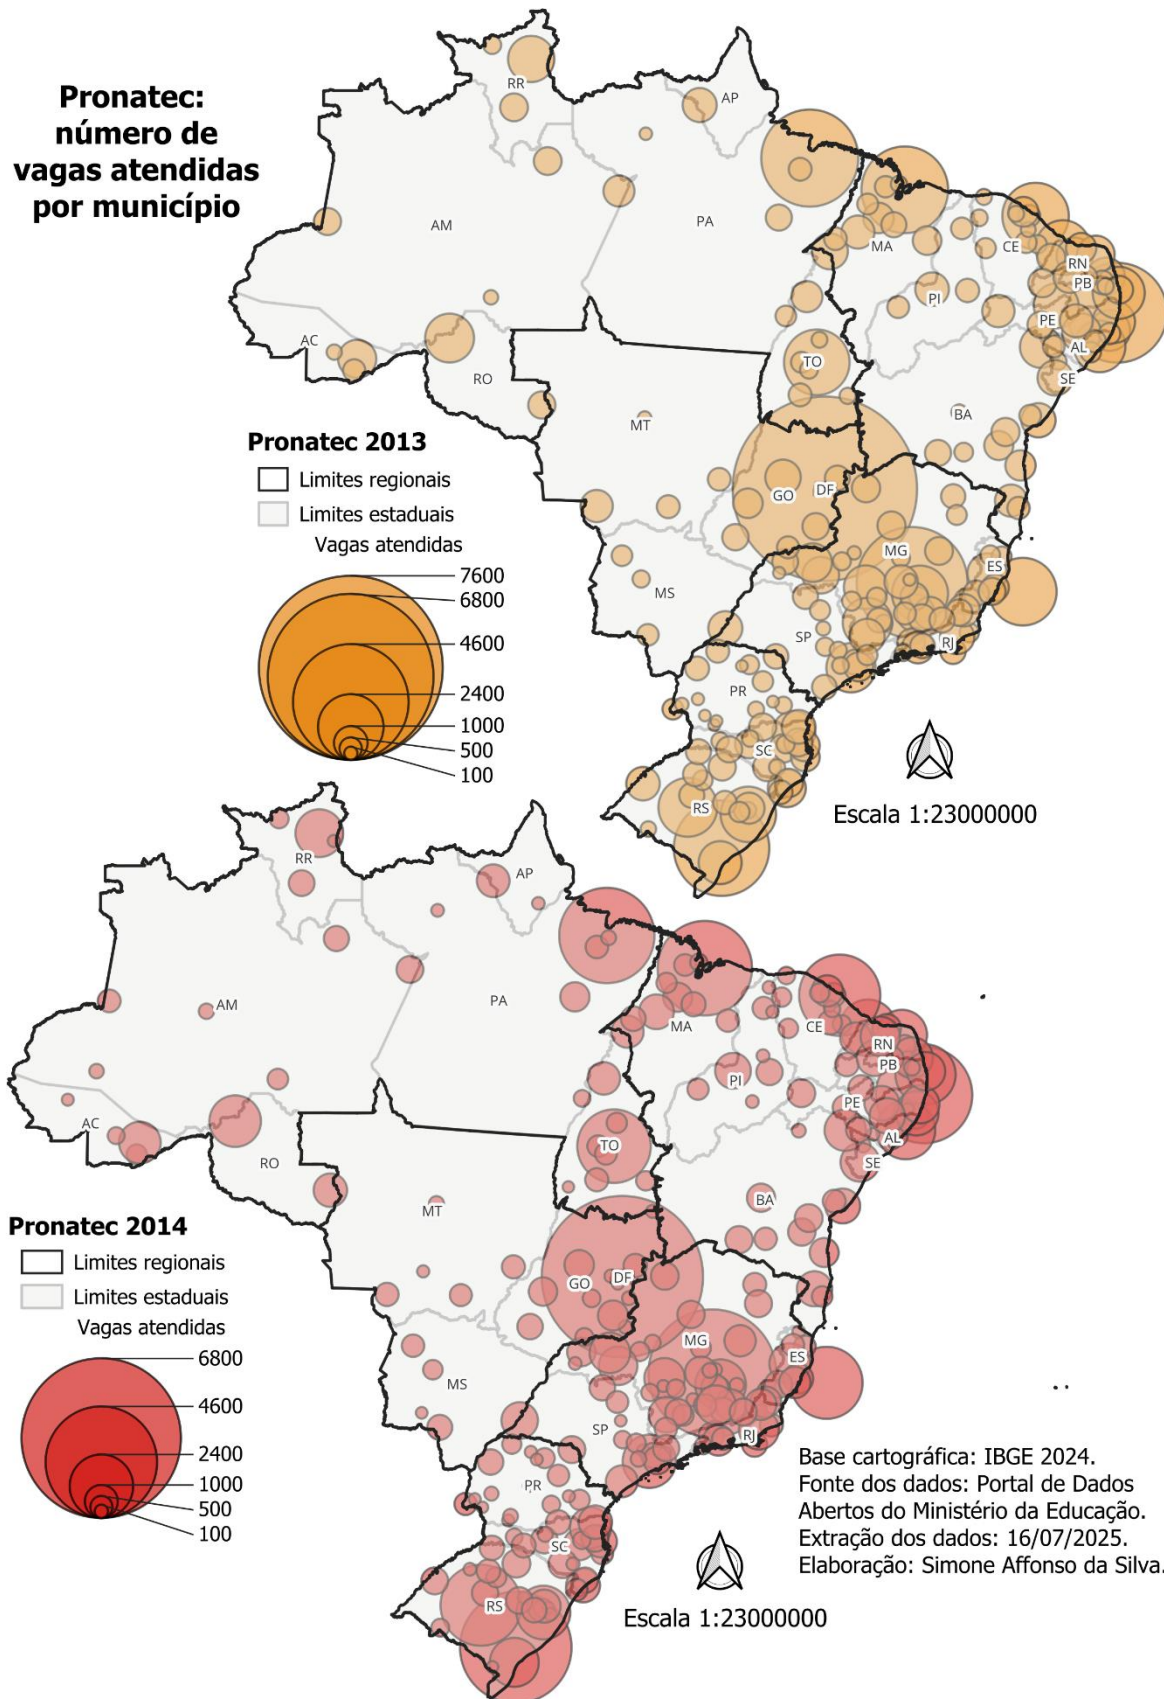 Pronatec:
número de
vagas atendidas
por município
RR
AP
AM
PA
MA
CE
RN
PB
PI
PE
AL
SE
AC
RO
TO
BA
MT
GO
DF
MG
ES
MS
SP
RJ
PR
SC
RS
Pronatec 2013
Limites regionais
Limites estaduais
Vagas atendidas
7600
6800
4600
2400
1000
500
100
Escala 1:23000000
RR
AP
AM
PA
MA
CE
RN
PB
PI
PE
AL
SE
AC
RO
TO
BA
MT
GO
DF
MG
ES
MS
SP
RJ
PR
SC
RS
Pronatec 2014
Limites regionais
Limites estaduais
Vagas atendidas
6800
4600
2400
1000
500
100
Escala 1:23000000
Base cartográfica: IBGE 2024.
Fonte dos dados: Portal de Dados
Abertos do Ministério da Educação.
Extração dos dados: 16/07/2025.
Elaboração: Simone Affonso da Silva.